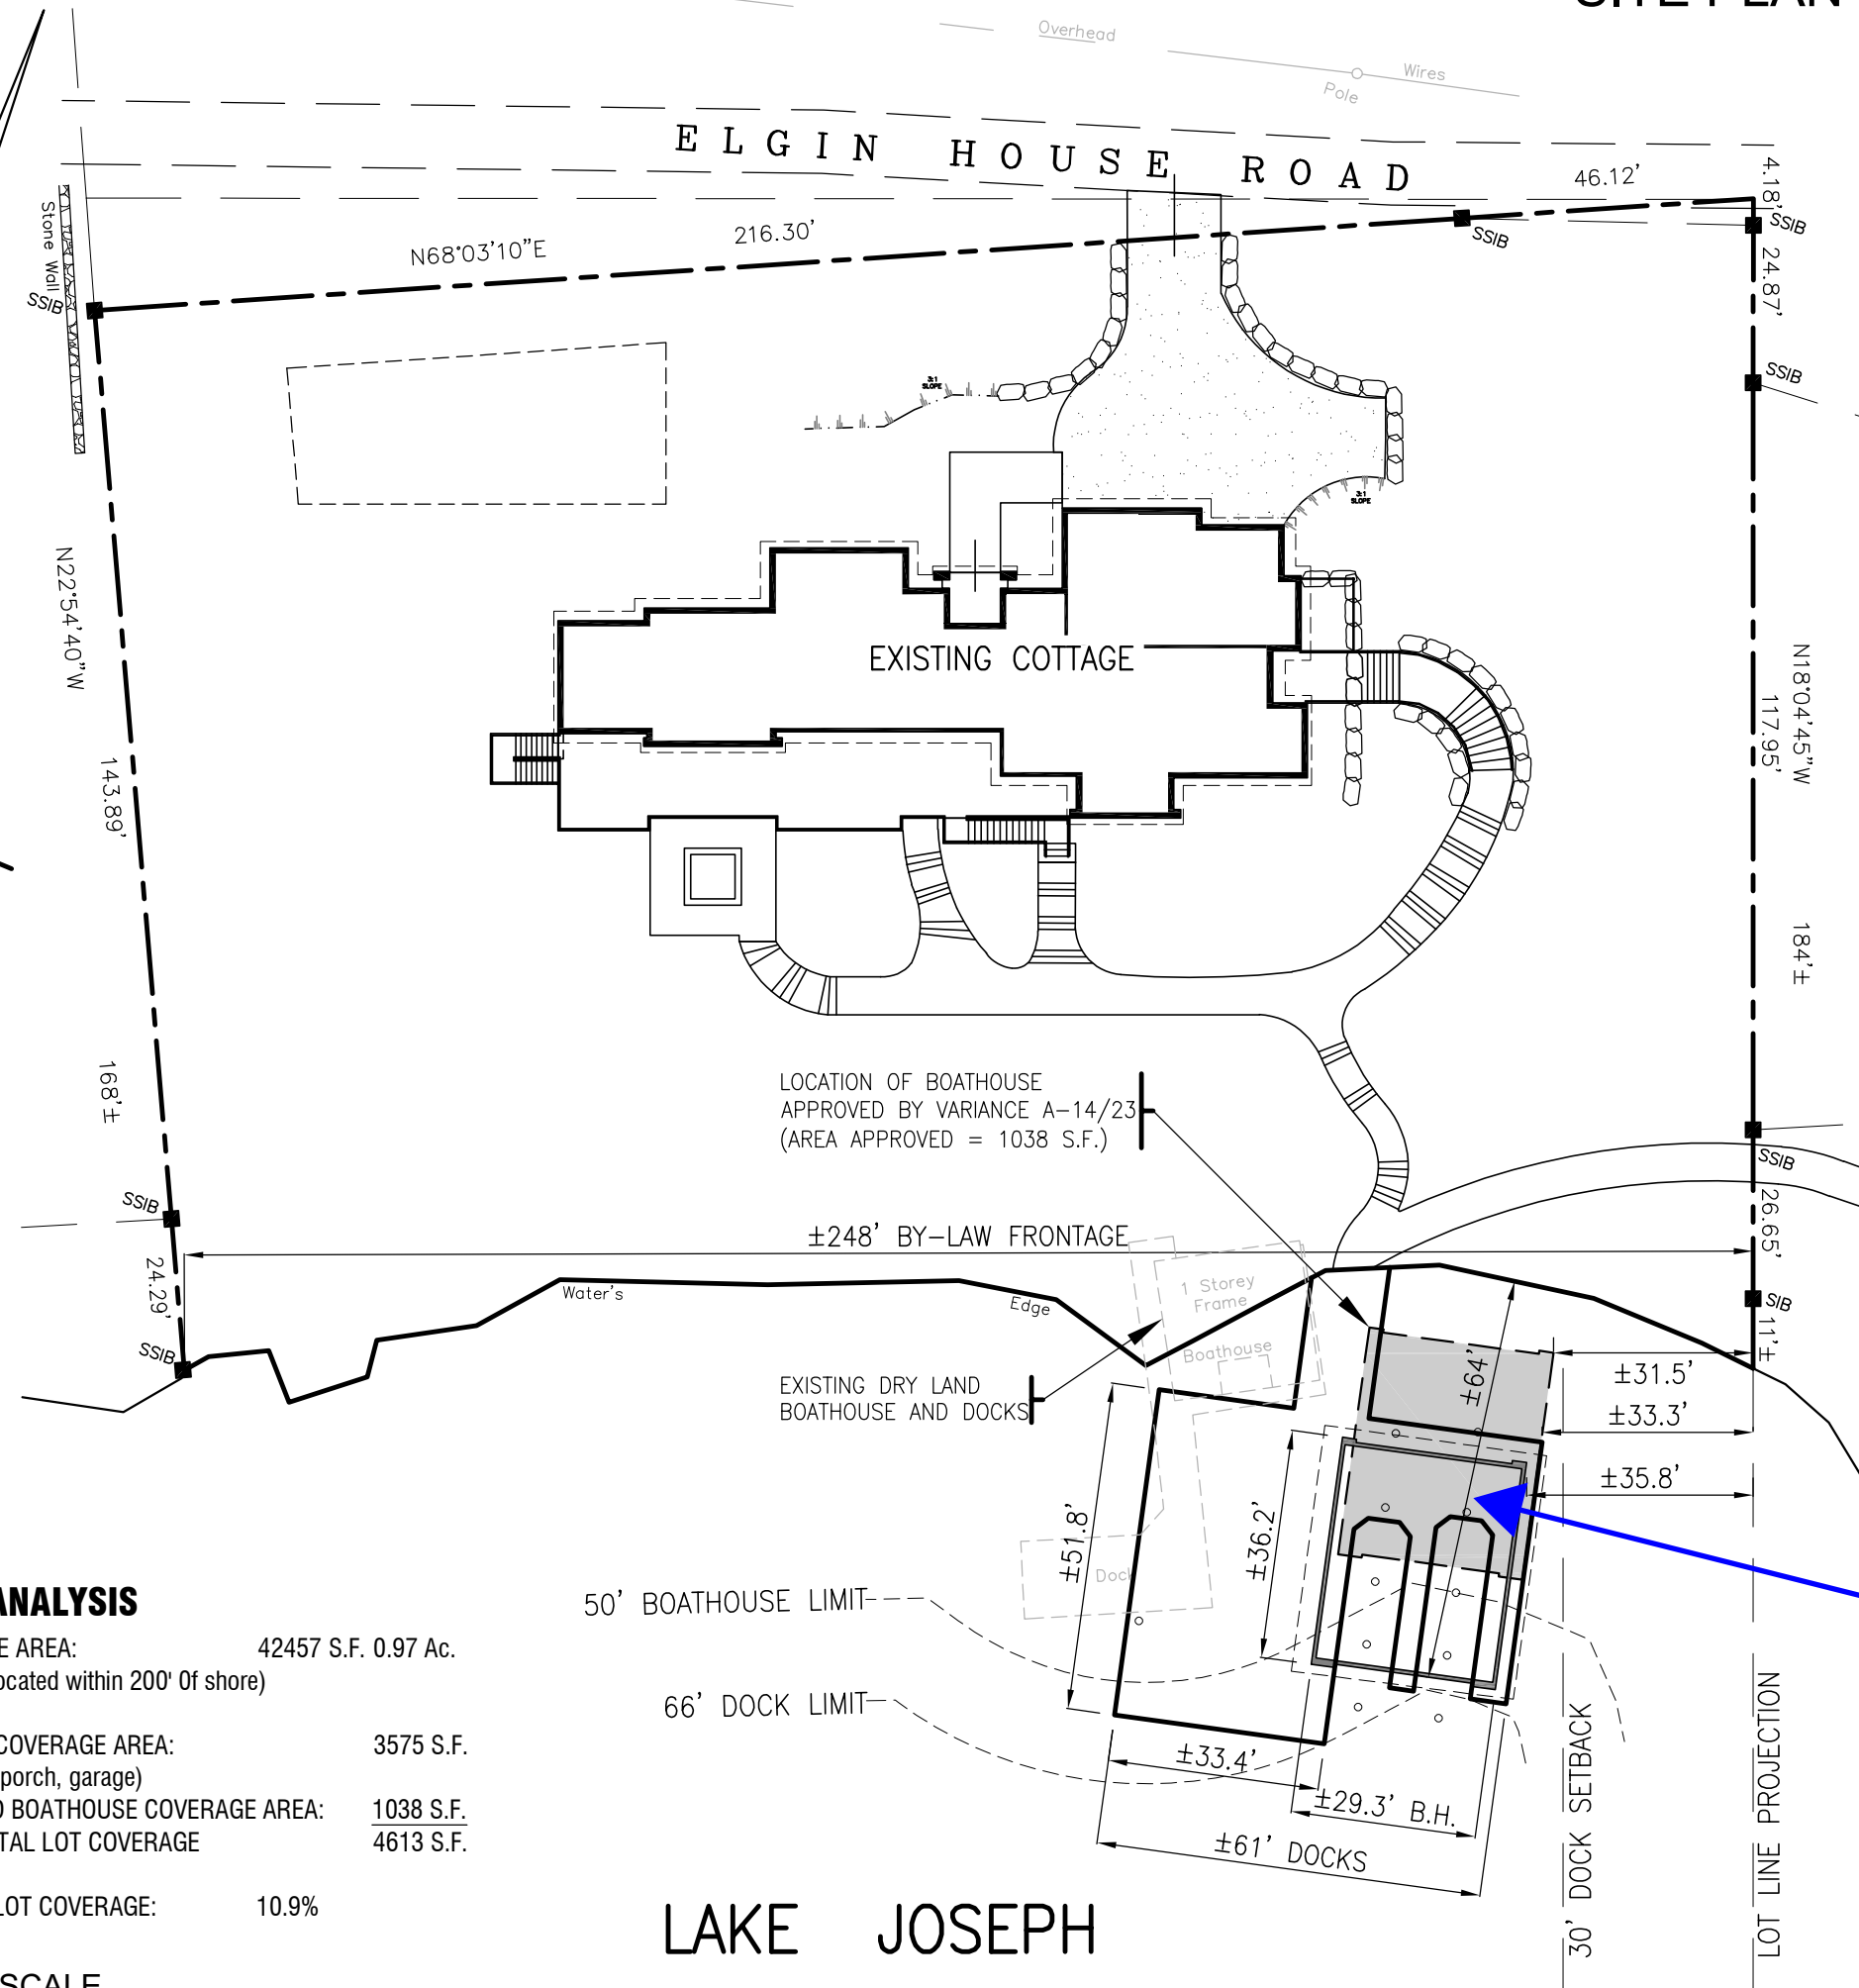 SITE PLAN
Overhead
Wires
Pole
ELGIN HOUSE ROAD
46.12'
4.18'
SSIB
SSIB
24.87'
216.30'
N68°03'10"E
Stone Wall
SSIB
SSIB
3:1
SLOPE
3:1
SLOPE
N22°54'40"W
143.89'
EXISTING COTTAGE
N18°04'45"W
117.95'
184'±
168'±
LOCATION OF BOATHOUSE
APPROVED BY VARIANCE A-14/23
(AREA APPROVED = 1038 S.F.)
SSIB
SSIB
26.65'
±248' BY-LAW FRONTAGE
24.29'
Water's
Edge
1 Storey
Frame
Boathouse
SIB
11'±
SSIB
EXISTING DRY LAND
BOATHOUSE AND DOCKS
±64'
±31.5'
±33.3'
±35.8'
±51.8'
±36.2'
Dock
50' BOATHOUSE LIMIT
66' DOCK LIMIT
±33.4'
±29.3' B.H.
±61' DOCKS
30' DOCK SETBACK
LOT LINE PROJECTION
ANALYSIS
E AREA: 42457 S.F. 0.97 Ac.
ocated within 200' 0f shore)
COVERAGE AREA: 3575 S.F.
porch, garage)
D BOATHOUSE COVERAGE AREA: 1038 S.F.
TAL LOT COVERAGE 4613 S.F.
LOT COVERAGE: 10.9%
LAKE JOSEPH
SCALE